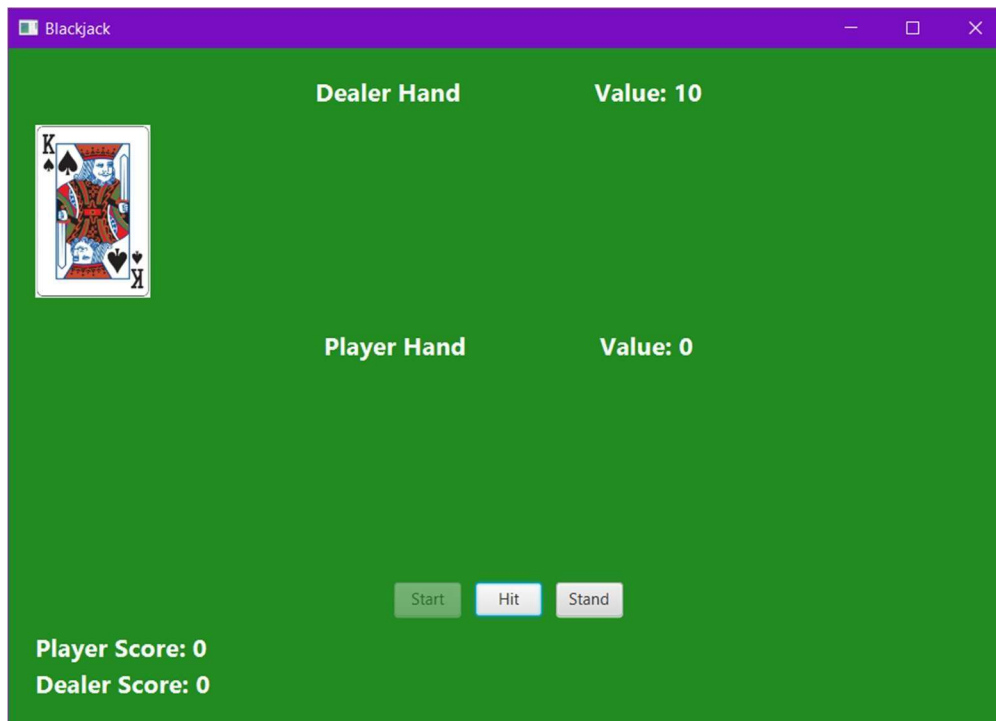 Blackjack
Dealer Hand Value: 10
K
K
Player Hand Value: 0
Start Hit Stand
Player Score: 0
Dealer Score: 0